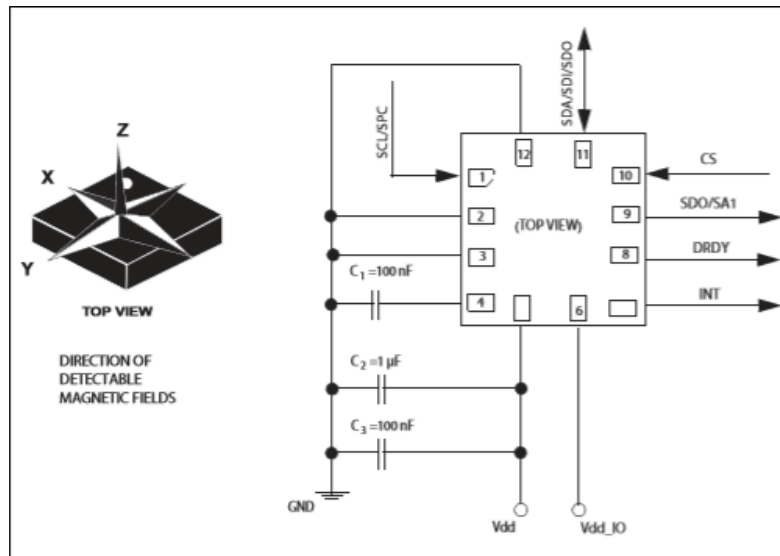 Z
X
Y
TOP VIEW
DIRECTION OF
DETECTABLE
MAGNETIC FIELDS
SCL/SPC
SDA/SDI/SDO
12
11
1
10
CS
2
(TOP VIEW)
9
SDO/SA1
3
8
DRDY
C1 =100 nF
4
6
INT
C2 =1 µF
C3 =100 nF
GND
Vdd
Vdd_IO